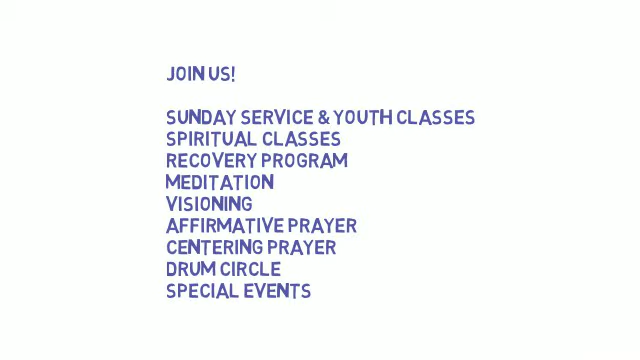 JOIN US!
SUNDAY SERVICE & YOUTH CLASSES
SPIRITUAL CLASSES
RECOVERY PROGRAM
MEDITATION
VISIONING
AFFIRMATIVE PRAYER
CENTERING PRAYER
DRUM CIRCLE
SPECIAL EVENTS